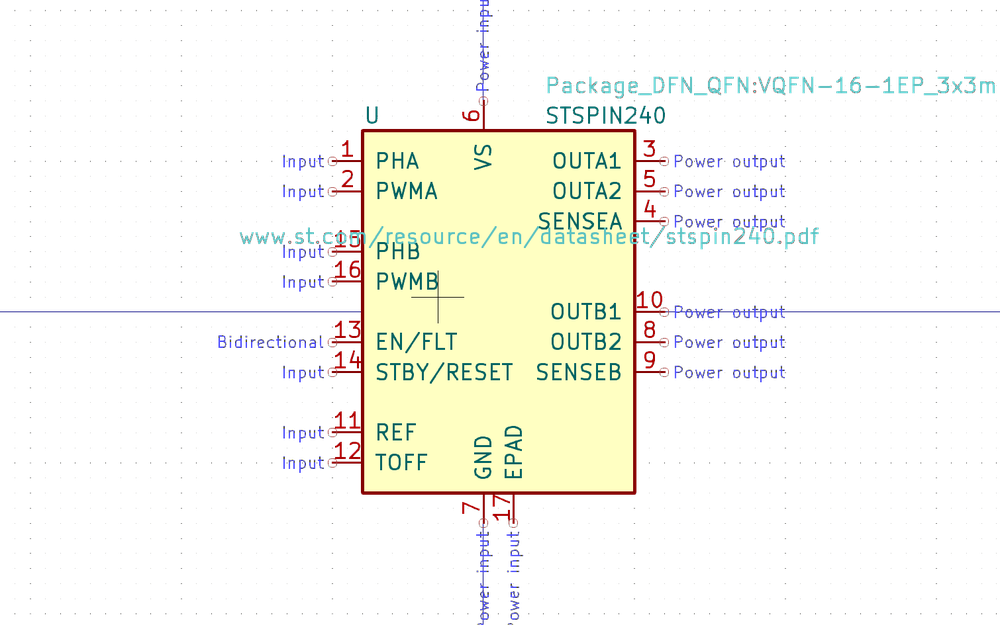 Power input
Package_DFN_QFN:VQFN-16-1EP_3x3m
U
6
STSPIN240
VS
Input 1 PHA OUTA1 3 Power output
Input 2 PWMA OUTA2 5 Power output
SENSEA 4 Power output
www.st.com/resource/en/datasheet/stspin240.pdf
Input 15 PHB
Input 16 PWMB
OUTB1 10 Power output
Bidirectional 13 EN/FLT OUTB2 8 Power output
Input 14 STBY/RESET SENSEB 9 Power output
Input 11 REF
Input 12 TOFF
GND EPAD
7 17
Power input Power input